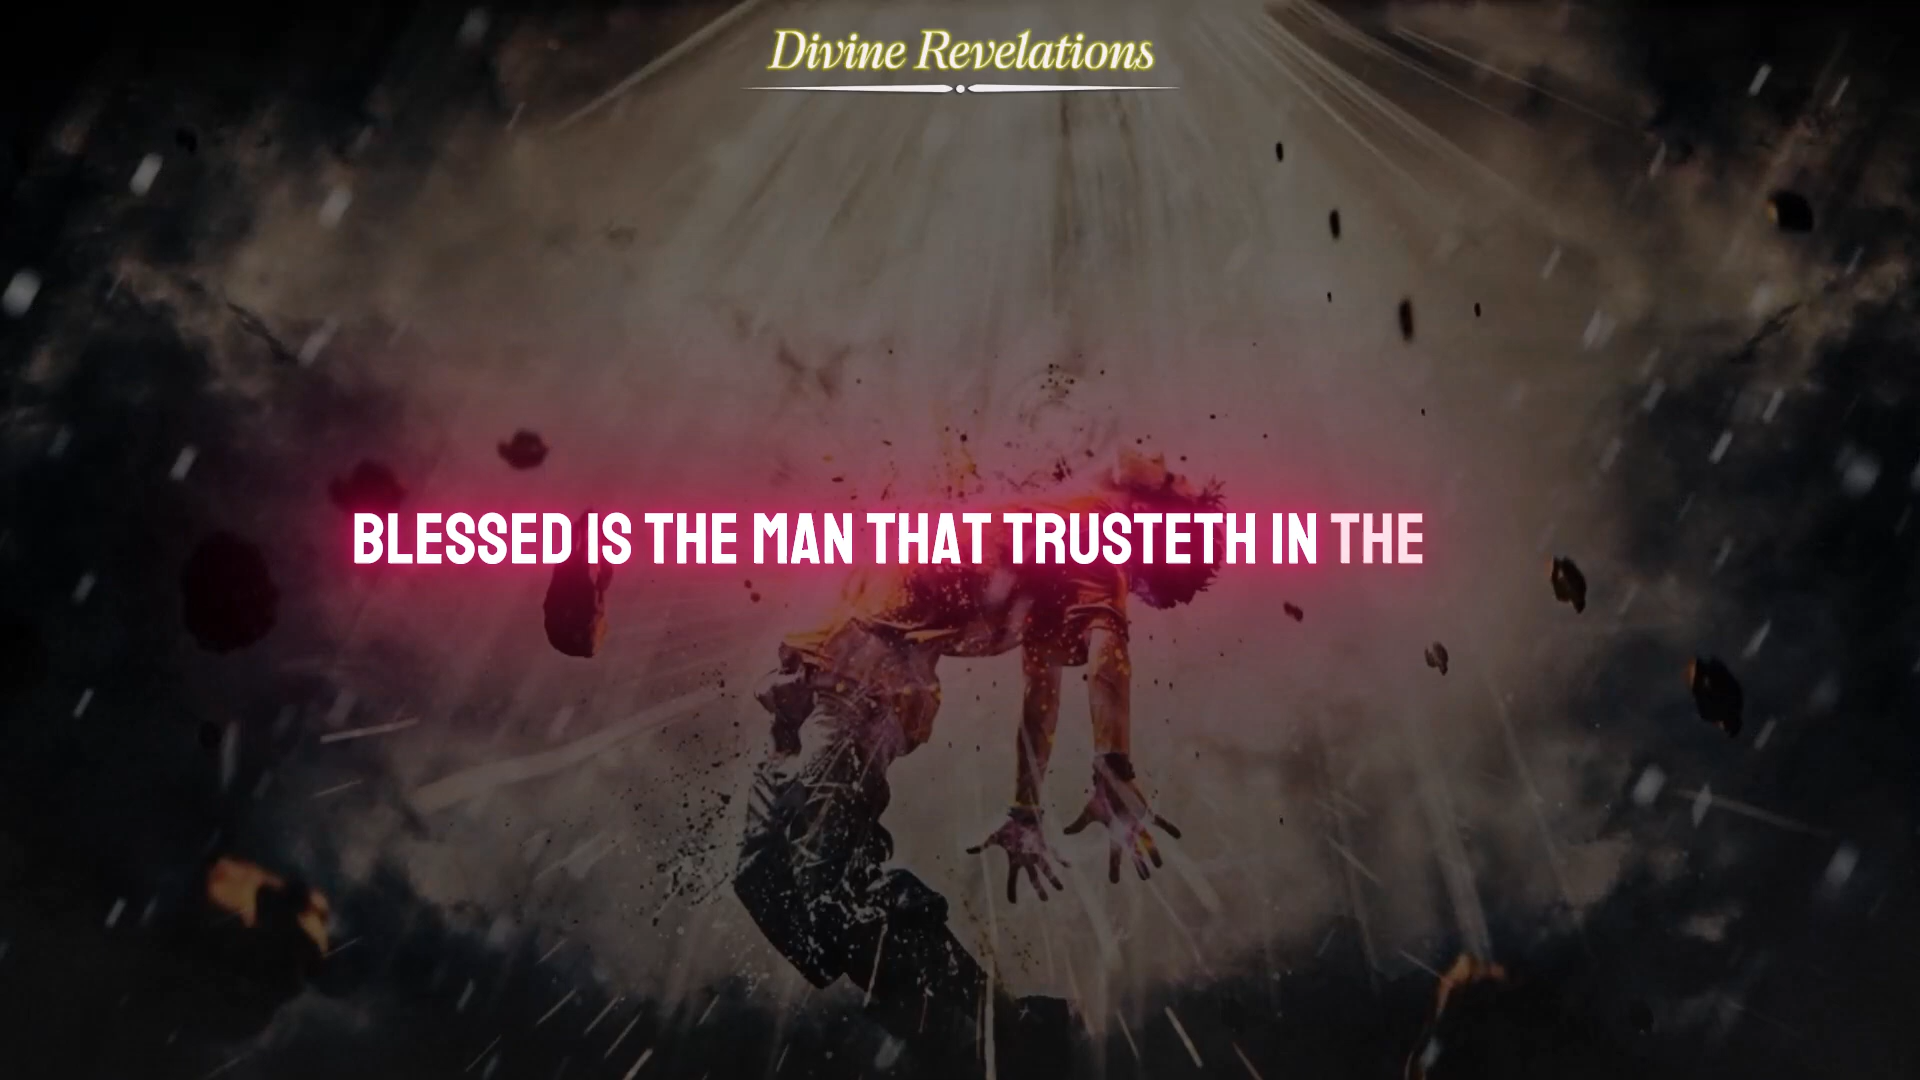 Divine Revelations
BLESSED IS THE MAN THAT TRUSTETH IN THE